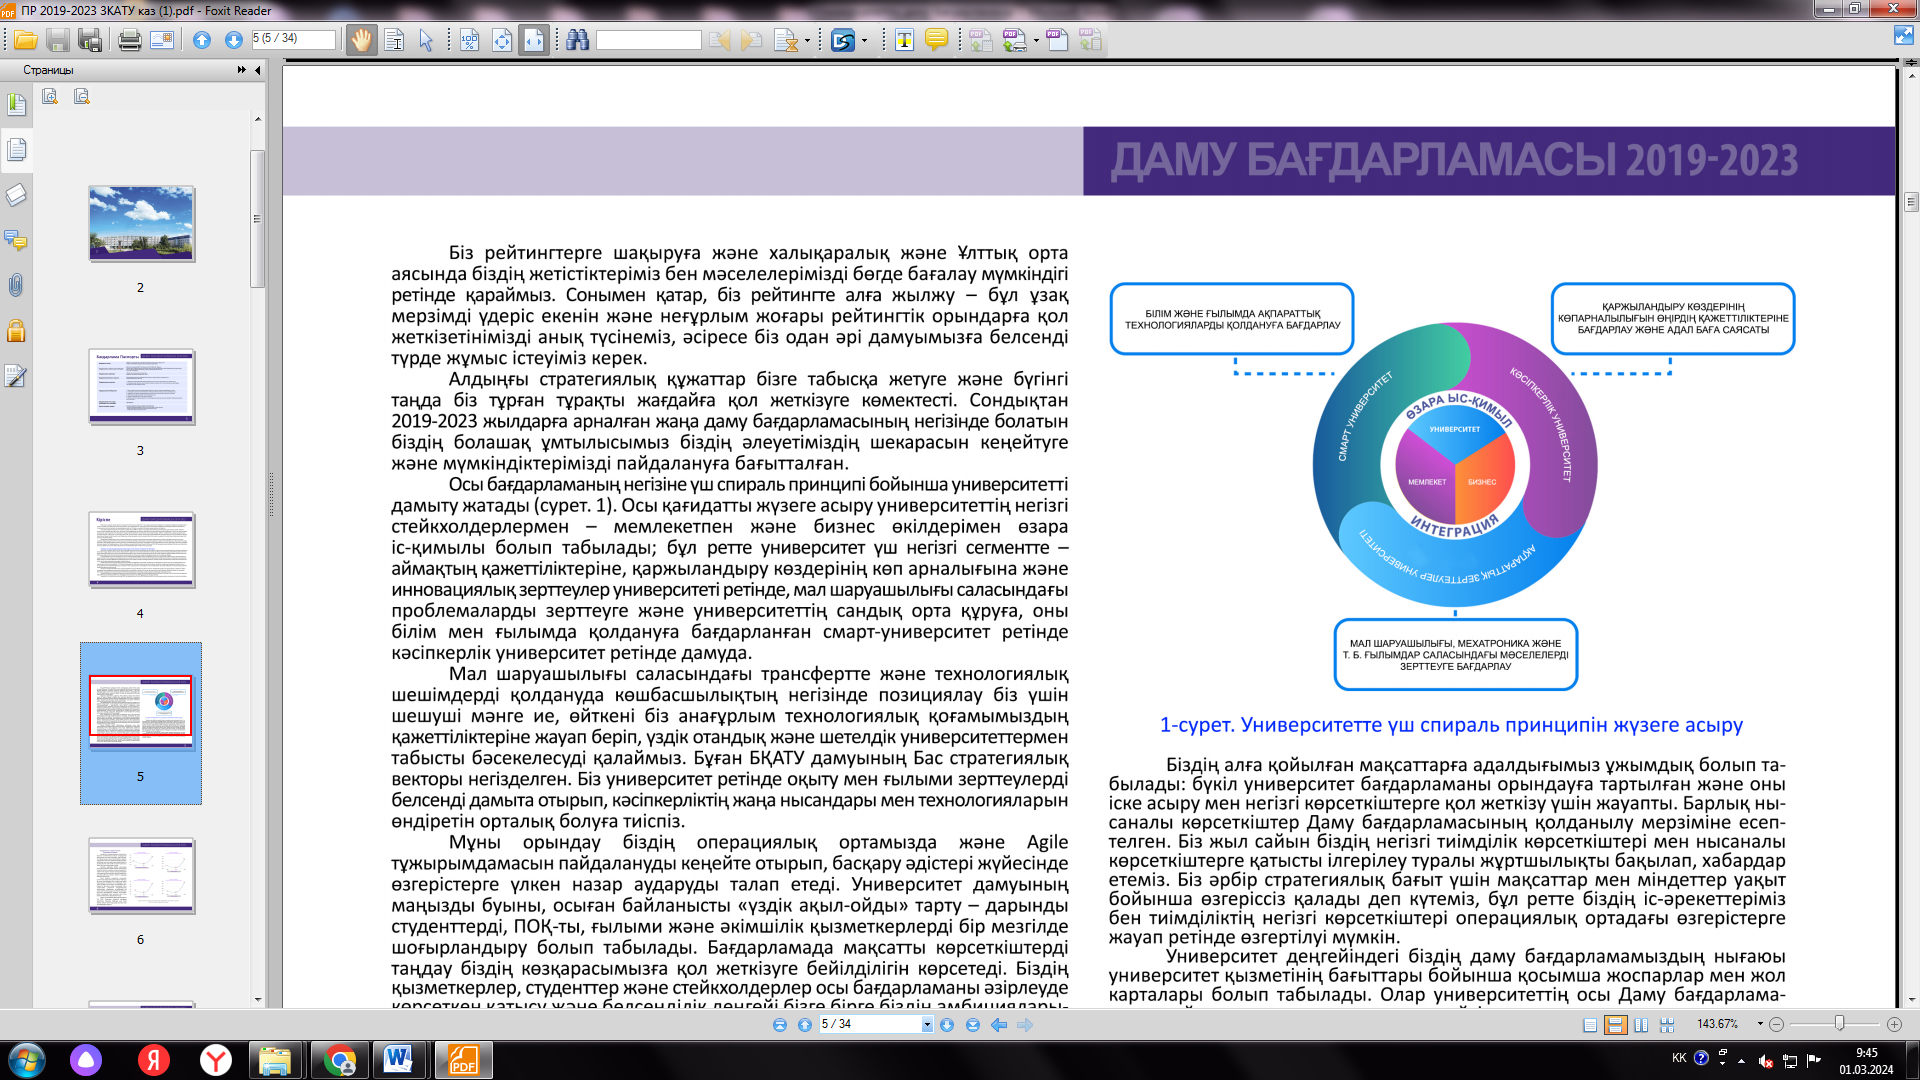 ПР 2019-2023 ЗКАТУ каз (1).pdf - Foxit Reader
5 (5 / 34)
Страницы
2
3
4
5
6
ДАМУ БАҒДАРЛАМАСЫ 2019-2023
Біз рейтингтерге шақыруға және халықаралық және Ұлттық орта
аясында біздің жетістіктеріміз бен мәселелерімізді бөгде бағалау мүмкіндігі
ретінде қараймыз. Сонымен қатар, біз рейтингте алға жылжу – бұл ұзақ
мерзімді үдеріс екенін және неғұрлым жоғары рейтингтік орындарға қол
жеткізетінімізді анық түсінеміз, әсіресе біз одан әрі дамуымызға белсенді
түрде жұмыс істеуіміз керек.
Алдыңғы стратегиялық құжаттар бізге табысқа жетуге және бүгінгі
таңда біз тұрған тұрақты жағдайға қол жеткізуге көмектесті. Сондықтан
2019-2023 жылдарға арналған жаңа даму бағдарламасының негізінде болатын
біздің болашақ ұмтылысымыз біздің әлеуетіміздің шекарасын кеңейтуге
және мүмкіндіктерімізді пайдалануға бағытталған.
Осы бағдарламаның негізіне үш спираль принципі бойынша университетті
дамыту жатады (сурет. 1). Осы қағидатты жүзеге асыру университеттің негізгі
стейкхолдерлермен – мемлекетпен және бизнес өкілдерімен өзара
іс-қимылы болып табылады; бұл ретте университет үш негізгі сегментте –
аймақтың қажеттіліктеріне, қаржыландыру көздерінің көп арналығына және
инновациялық зерттеулер университеті ретінде, мал шаруашылығы саласындағы
проблемаларды зерттеуге және университеттің сандық орта құруға, оны
білім мен ғылымда қолдануға бағдарланған смарт-университет ретінде
кәсіпкерлік университет ретінде дамуда.
Мал шаруашылығы саласындағы трансфертте және технологиялық
шешімдерді қолдануда көшбасшылықтың негізінде позициялау біз үшін
шешуші мәнге ие, өйткені біз анағұрлым технологиялық қоғамымыздың
қажеттіліктеріне жауап беріп, үздік отандық және шетелдік университеттермен
табысты бәсекелесуді қалаймыз. Бұған БҚАТУ дамуының Бас стратегиялық
векторы негізделген. Біз университет ретінде оқыту мен ғылыми зерттеулерді
белсенді дамыта отырып, кәсіпкерліктің жаңа нысандары мен технологияларын
өндіретін орталық болуға тиіспіз.
Мұны орындау біздің операциялық ортамызда және Agile
тұжырымдамасын пайдалануды кеңейте отырып, басқару әдістері жүйесінде
өзгерістерге үлкен назар аударуды талап етеді. Университет дамуының
маңызды буыны, осыған байланысты «үздік ақыл-ойды» тарту – дарынды
студенттерді, ПОҚ-ты, ғылыми және әкімшілік қызметкерлерді бір мезгілде
шоғырландыру болып табылады. Бағдарламада мақсатты көрсеткіштерді
таңдау біздің көзқарасымызға қол жеткізуге бейілділігін көрсетеді. Біздің
қызметкерлер, студенттер және стейкхолдерлер осы бағдарламаны әзірлеуде
көрсеткен қатысу және белсенділік деңгейі бізге бірге біздің амбициялары-
БІЛІМ ЖӘНЕ ҒЫЛЫМДА АҚПАРАТТЫҚ
ТЕХНОЛОГИЯЛАРДЫ ҚОЛДАНУҒА БАҒДАРЛАУ
ҚАРЖЫЛАНДЫРУ КӨЗДЕРІНІҢ
КӨПАРНАЛЫЛЫҒЫН ӨҢІРДІҢ ҚАЖЕТТІЛІКТЕРІНЕ
БАҒДАРЛАУ ЖӘНЕ АДАЛ БАҒА САЯСАТЫ
СМАРТ УНИВЕРСИТЕТ
КӘСІПКЕРЛІК УНИВЕРСИТЕТ
ӨЗАРА ЫС-ҚИМЫЛ
УНИВЕРСИТЕТ
МЕМЛЕКЕТ
БИЗНЕС
ИНТЕГРАЦИЯ
АҚПАРАТТЫҚ ЗЕРТТЕУЛЕР УНИВЕРСИТЕТІ
МАЛ ШАРУАШЫЛЫҒЫ, МЕХАТРОНИКА ЖӘНЕ
Т. Б. ҒЫЛЫМДАР САЛАСЫНДАҒЫ МӘСЕЛЕЛЕРДІ
ЗЕРТТЕУГЕ БАҒДАРЛАУ
1-сурет. Университетте үш спираль принципін жүзеге асыру
Біздің алға қойылған мақсаттарға адалдығымыз ұжымдық болып та-
былады: бүкіл университет бағдарламаны орындауға тартылған және оны
іске асыру мен негізгі көрсеткіштерге қол жеткізу үшін жауапты. Барлық ны-
саналы көрсеткіштер Даму бағдарламасының қолданылу мерзіміне есеп-
телген. Біз жыл сайын біздің негізгі тиімділік көрсеткіштері мен нысаналы
көрсеткіштерге қатысты ілгерілеу туралы жұртшылықты бақылап, хабардар
етеміз. Біз әрбір стратегиялық бағыт үшін мақсаттар мен міндеттер уақыт
бойынша өзгеріссіз қалады деп күтеміз, бұл ретте біздің іс-әрекеттеріміз
бен тиімділіктің негізгі көрсеткіштері операциялық ортадағы өзгерістерге
жауап ретінде өзгертілуі мүмкін.
Университет деңгейіндегі біздің даму бағдарламамыздың нығаюы
университет қызметінің бағыттары бойынша қосымша жоспарлар мен жол
карталары болып табылады. Олар университеттің осы Даму бағдарлама-
5 / 34
143.67%
KK
9:45
01.03.2024